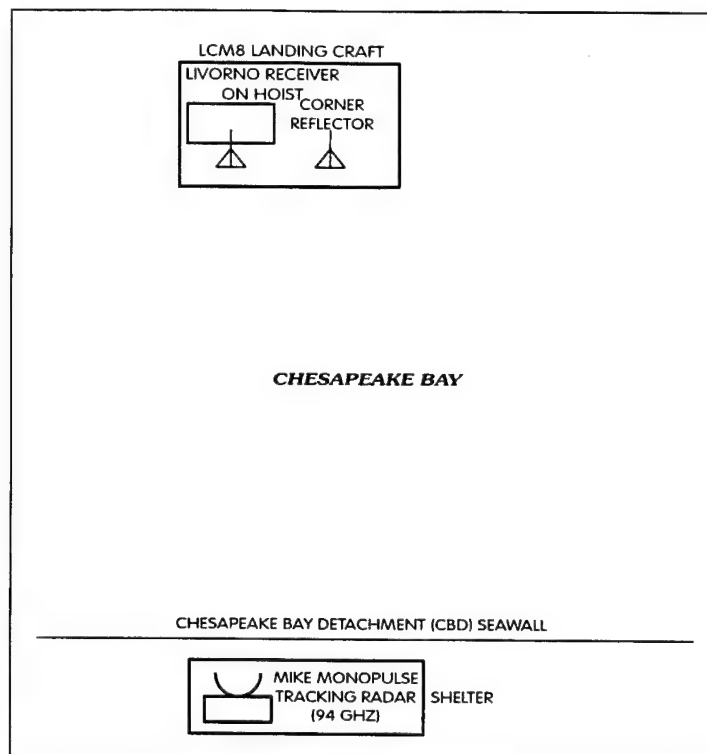 LCM8 LANDING CRAFT
LIVORNO RECEIVER
ON HOIST
CORNER
REFLECTOR
CHESAPEAKE BAY
CHESAPEAKE BAY DETACHMENT (CBD) SEAWALL
MIKE MONOPULSE
TRACKING RADAR
(94 GHZ)
SHELTER